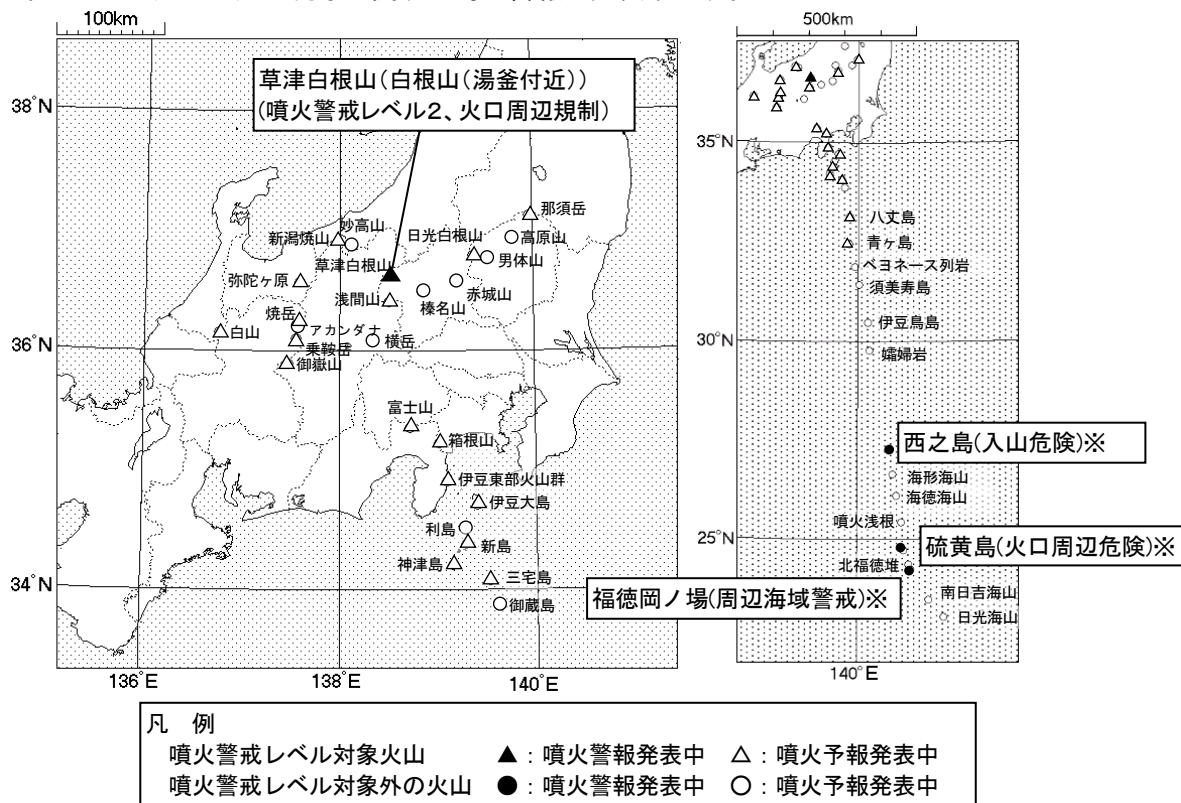 100km
500km
草津白根山(白根山(湯釜付近))
(噴火警戒レベル2、火口周辺規制)
38°N
36°N
34°N
136°E
138°E
140°E
那須岳
妙高山
新潟焼山
日光白根山
高原山
草津白根山
男体山
弥陀ヶ原
浅間山
赤城山
榛名山
焼岳
アカンダナ
白山
乗鞍岳
横岳
御嶽山
富士山
箱根山
伊豆東部火山群
伊豆大島
利島
新島
神津島
三宅島
御蔵島
35°N
30°N
25°N
140°E
八丈島
青ヶ島
ベヨネース列岩
須美寿島
伊豆鳥島
孀婦岩
西之島(入山危険)※
海形海山
海徳海山
噴火浅根
硫黄島(火口周辺危険)※
北福徳堆
福徳岡ノ場(周辺海域警戒)※
南日吉海山
日光海山
凡 例
噴火警戒レベル対象火山 ▲:噴火警報発表中 △:噴火予報発表中
噴火警戒レベル対象外の火山 ●:噴火警報発表中 ○:噴火予報発表中